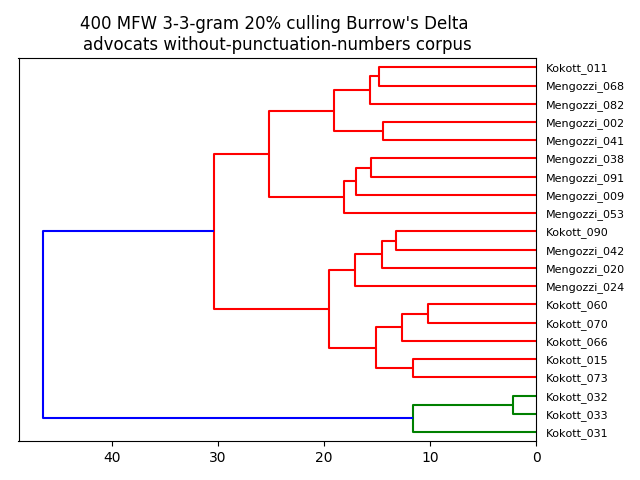 400 MFW 3-3-gram 20% culling Burrow's Delta
advocats without-punctuation-numbers corpus
Kokott_011
Mengozzi_068
Mengozzi_082
Mengozzi_002
Mengozzi_041
Mengozzi_038
Mengozzi_091
Mengozzi_009
Mengozzi_053
Kokott_090
Mengozzi_042
Mengozzi_020
Mengozzi_024
Kokott_060
Kokott_070
Kokott_066
Kokott_015
Kokott_073
Kokott_032
Kokott_033
Kokott_031
40 30 20 10 0